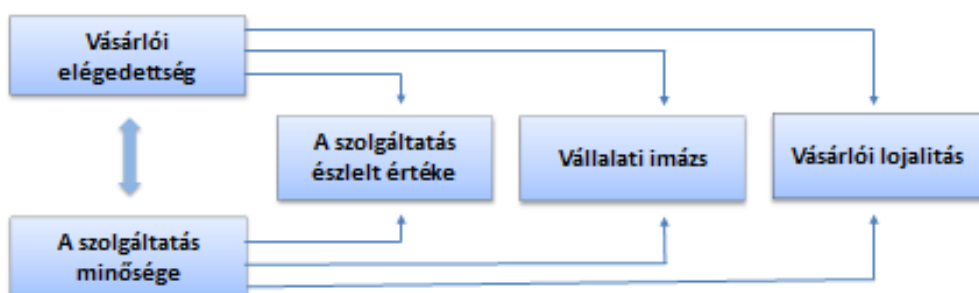 Vásárlói
elégedettség
A szolgáltatás
észlelt értéke
Vállalati imázs
Vásárlói lojalitás
A szolgáltatás
minősége